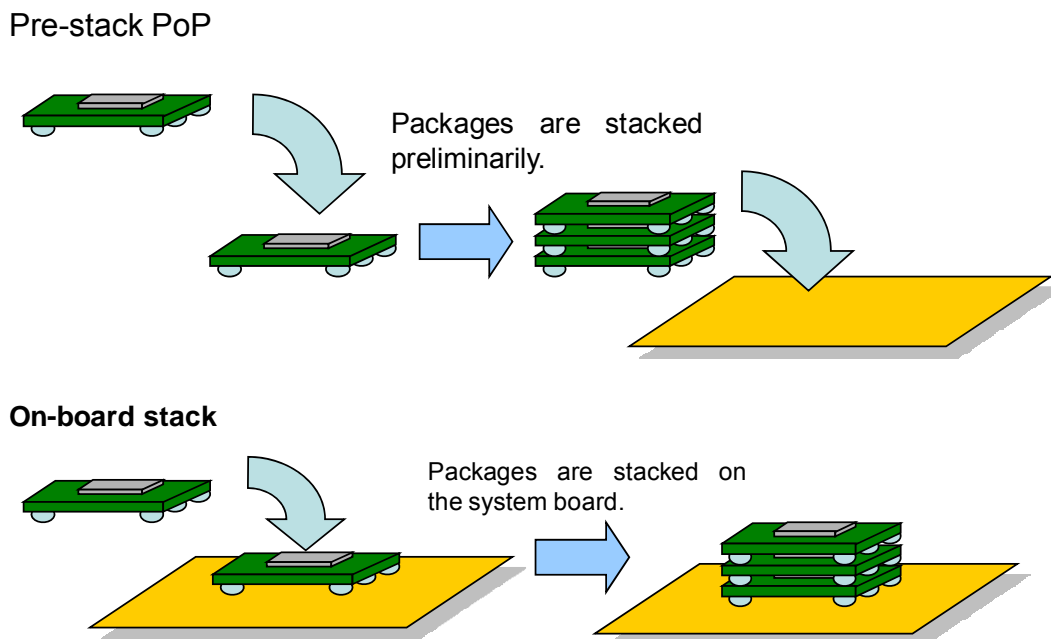 Pre-stack PoP
Packages are stacked
preliminarily.
On-board stack
Packages are stacked on
the system board.